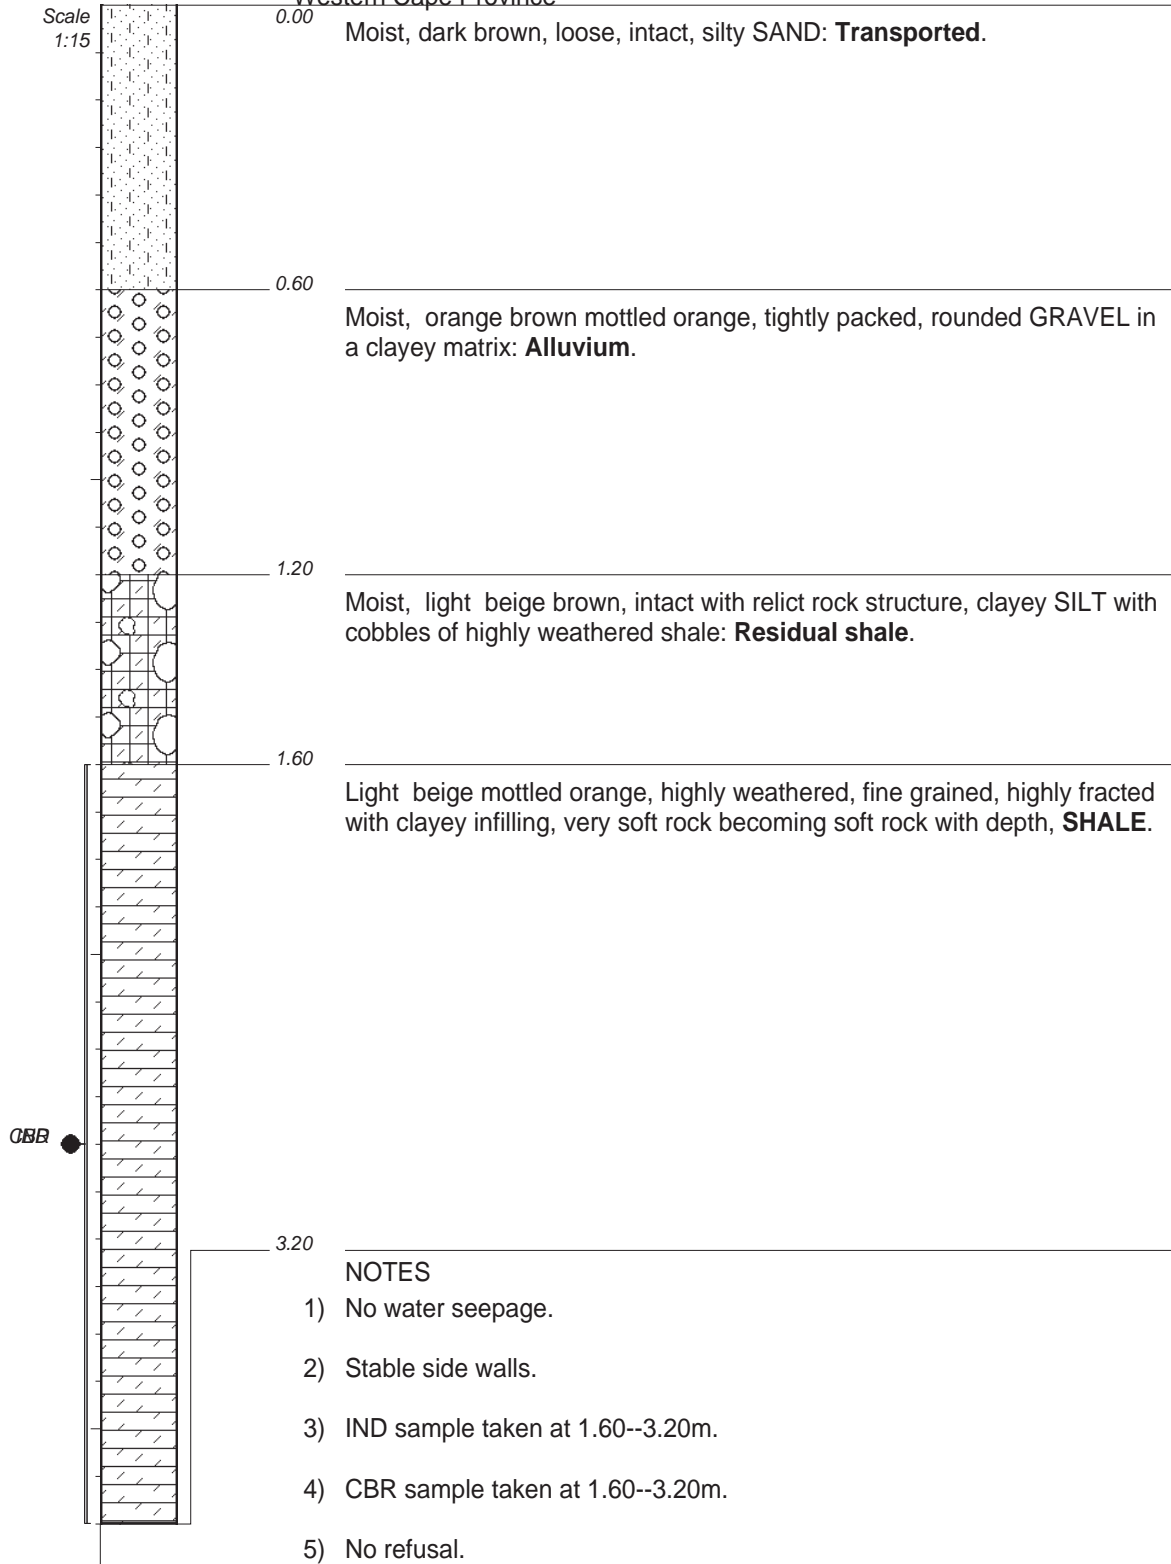 Western Cape Province
Scale
1:15
0.00
Moist, dark brown, loose, intact, silty SAND: Transported.
0.60
Moist, orange brown mottled orange, tightly packed, rounded GRAVEL in
a clayey matrix: Alluvium.
1.20
Moist, light beige brown, intact with relict rock structure, clayey SILT with
cobbles of highly weathered shale: Residual shale.
1.60
Light beige mottled orange, highly weathered, fine grained, highly fracted
with clayey infilling, very soft rock becoming soft rock with depth, SHALE.
3.20
NOTES
1) No water seepage.
2) Stable side walls.
3) IND sample taken at 1.60--3.20m.
4) CBR sample taken at 1.60--3.20m.
5) No refusal.